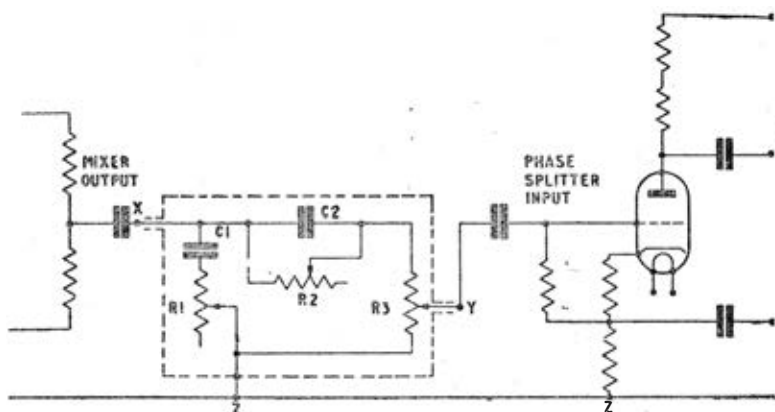 MIXER
OUTPUT
X
C1
C2
R1
R2
R3
Y
PHASE
SPLITTER
INPUT
Z
Z